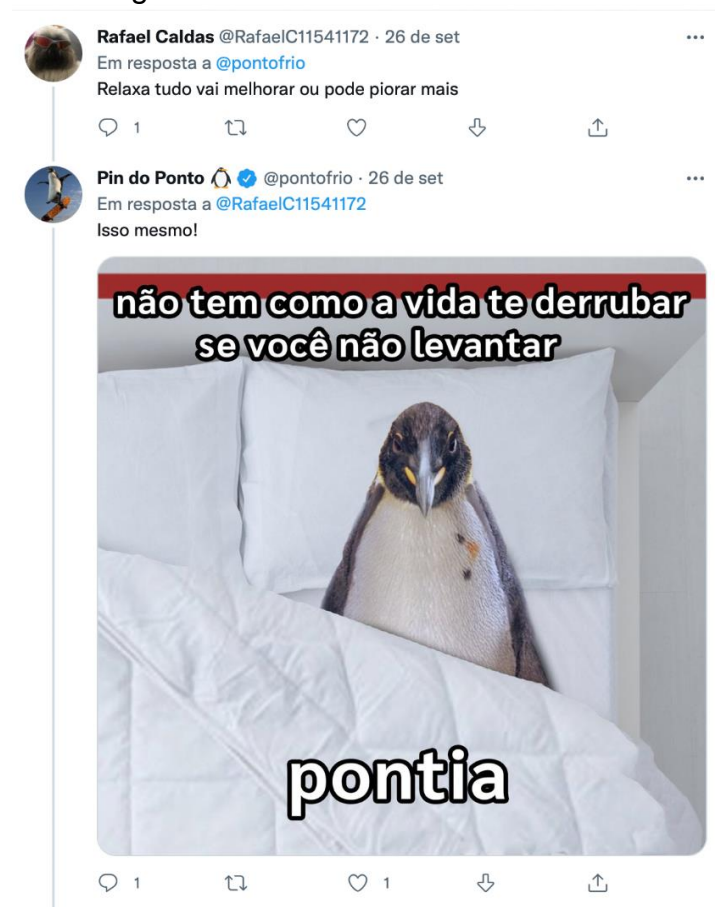 Rafael Caldas @RafaelC11541172 · 26 de set
Em resposta a @pontofrio
Relaxa tudo vai melhorar ou pode piorar mais
1
Pin do Ponto 🐧 @pontofrio · 26 de set
Em resposta a @RafaelC11541172
Isso mesmo!
não tem como a vida te derrubar
se você não levantar
pontia
1 1